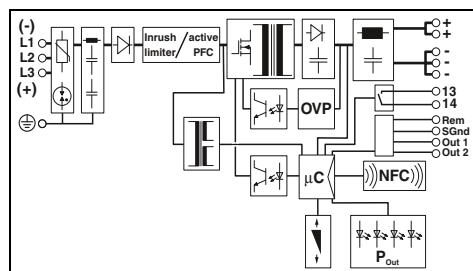 (-)
L1
L2
L3
(+)
Inrush limiter/
active PFC
OVP
+
+
-
-
-
13
14
Rem
SGnd
Out 1
Out 2
µC
NFC
P Out